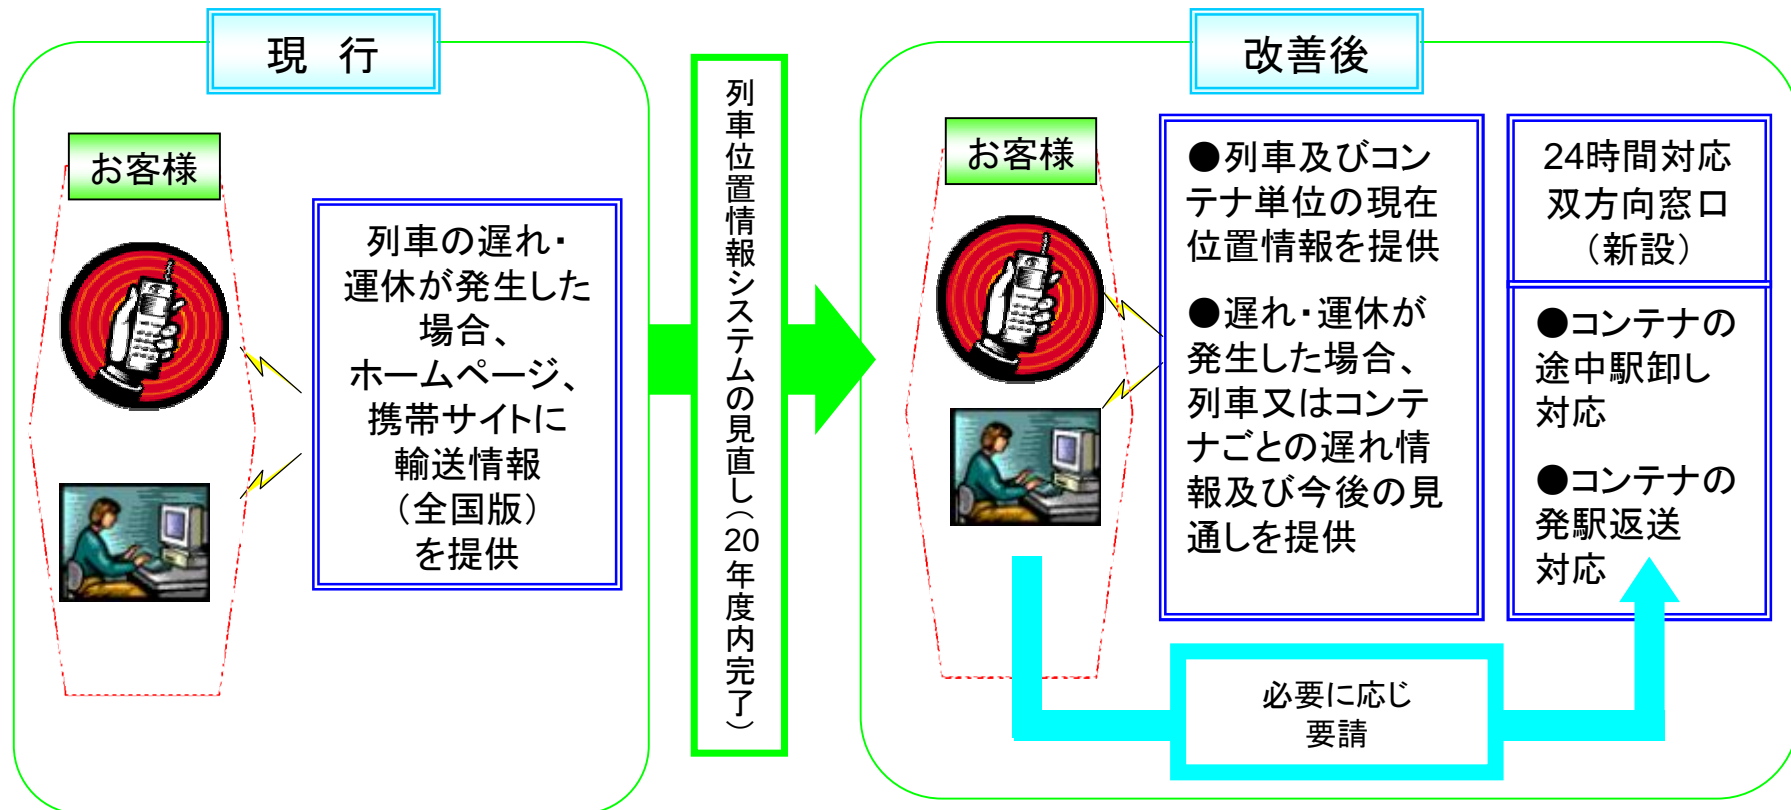 現　行
お客様
列車の遅れ・
運休が発生した
場合、
ホームページ、
携帯サイトに
輸送情報
（全国版）
を提供
列車位置情報システムの見直し（20年度内完了）
改善後
お客様
●列車及びコン
テナ単位の現在
位置情報を提供
●遅れ・運休が
発生した場合、
列車又はコンテ
ナごとの遅れ情
報及び今後の見
通しを提供
24時間対応
双方向窓口
（新設）
●コンテナの
途中駅卸し
対応
●コンテナの
発駅返送
対応
必要に応じ
要請